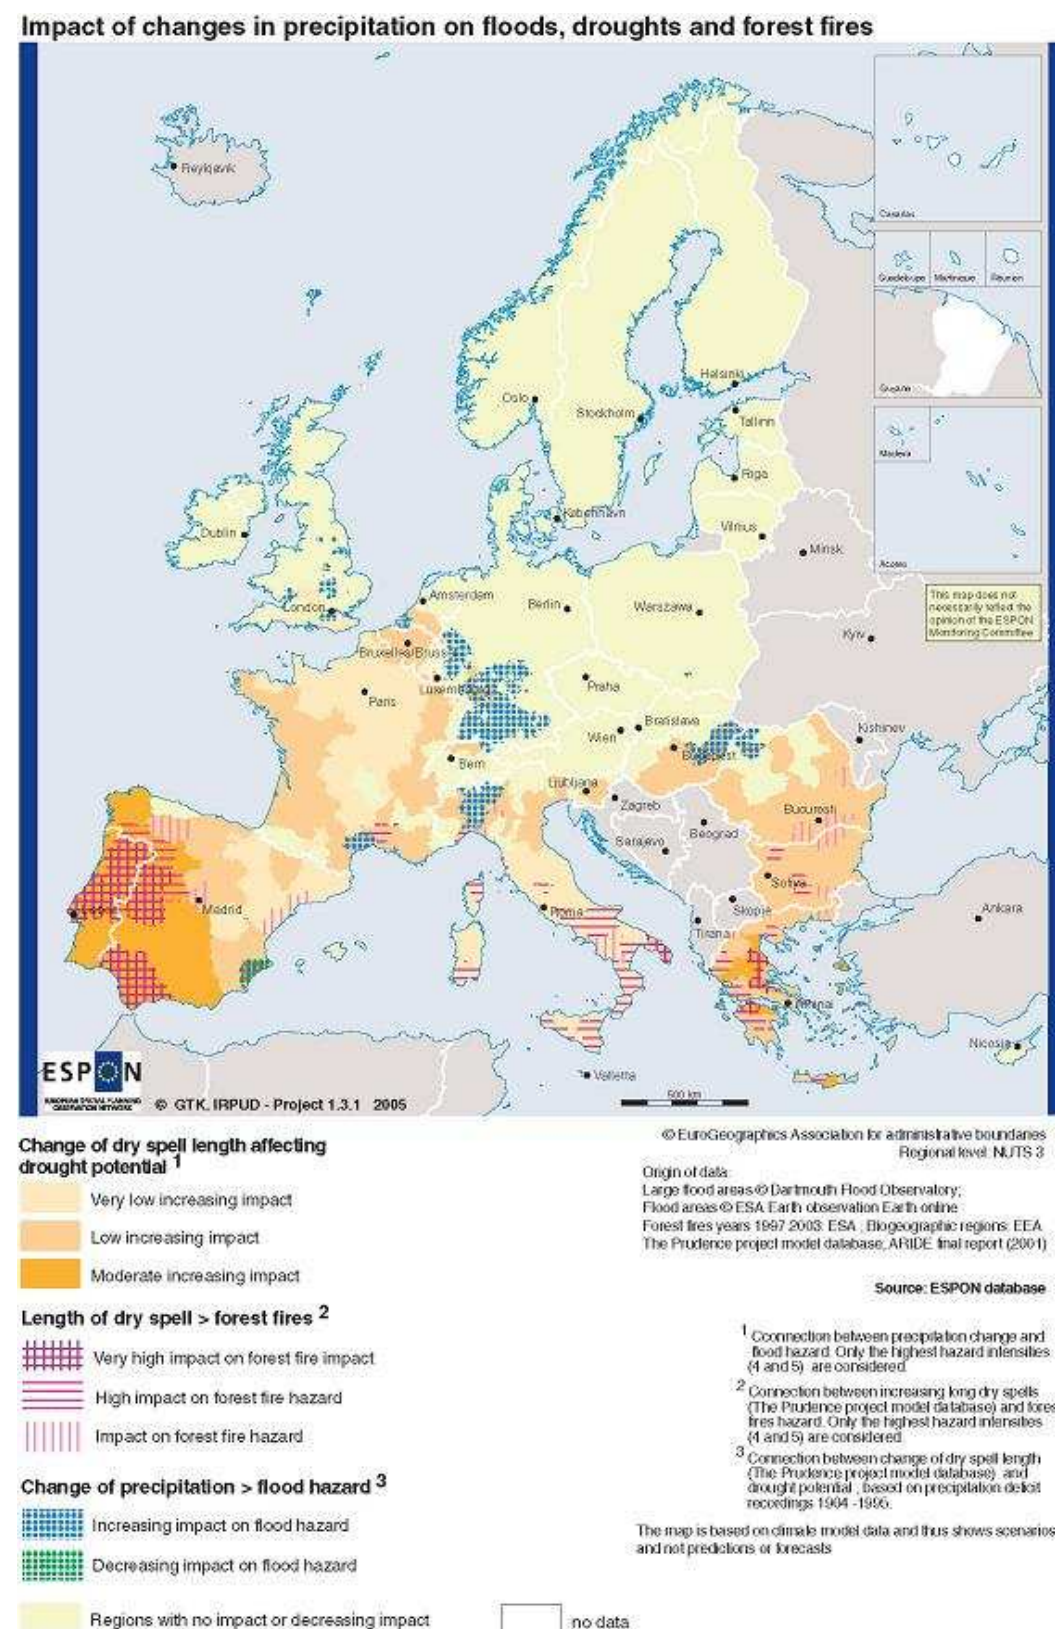 Impact of changes in precipitation on floods, droughts and forest fires
Reykjavik
Canarias
Guadeloupe
Martinique
Réunion
Guyane
Madeira
Acores
Helsinki
Oslo
Stockholm
Tallinn
Riga
København
Vilnius
Minsk
Dublin
London
Amsterdam
Berlin
Warszawa
This map does not
necessarily reflect the
opinion of the ESPON
Monitoring Committee
Kyiv
Bruxelles/Bruss
Luxembourg
Paris
Praha
Wien
Bratislava
Kishinev
Budapest
Bern
Ljubljana
Zagreb
Bucuresti
Beograd
Sarajevo
Sofiya
Madrid
Roma
Skopie
Tirana
Ankara
Athinai
Nicosia
Valletta
ESPON
EUROPEAN SPATIAL PLANNING
OBSERVATION NETWORK
© GTK, IRPUD - Project 1.3.1 2005
500 km
© EuroGeographics Association for administrative boundaries
Regional level: NUTS 3
Origin of data:
Large flood areas © Dartmouth Flood Observatory;
Flood areas © ESA Earth observation Earth online
Forest fires years 1997 2003: ESA ; Biogeographic regions: EEA
The Prudence project model database; ARIDE final report (2001)
Source: ESPON database
Change of dry spell length affecting
drought potential 1
Very low increasing impact
Low increasing impact
Moderate increasing impact
Length of dry spell > forest fires 2
Very high impact on forest fire impact
High impact on forest fire hazard
Impact on forest fire hazard
Change of precipitation > flood hazard 3
Increasing impact on flood hazard
Decreasing impact on flood hazard
Regions with no impact or decreasing impact
no data
1 Cconnection between precipitation change and
flood hazard. Only the highest hazard intensities
(4 and 5) are considered
2 Connection between increasing long dry spells
(The Prudence project model database) and fores
fires hazard. Only the highest hazard intensities
(4 and 5) are considered
3 Connection between change of dry spell length
(The Prudence project model database) and
drought potential , based on precipitation deficit
recordings 1904 -1995.
The map is based on climate model data and thus shows scenarios
and not predictions or forecasts